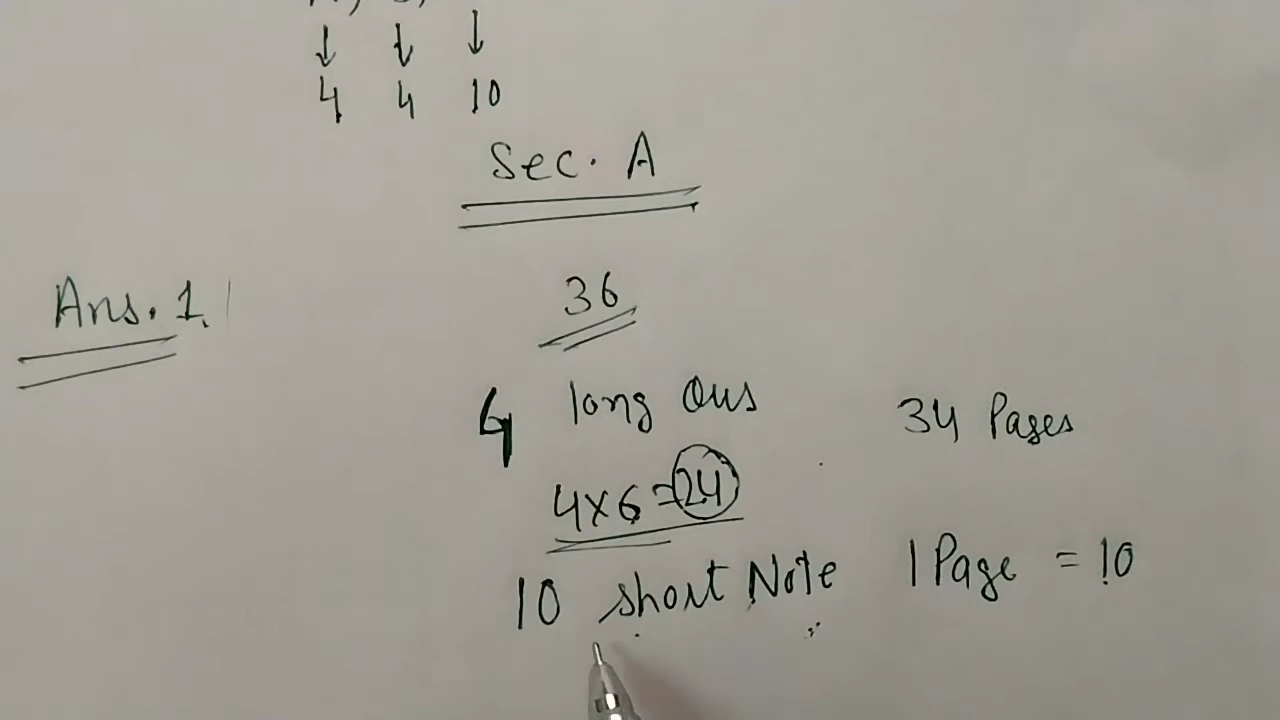 ↓ ↓ ↓
4 4 10
Sec. A
Ans. 1.
36
4 long Qus
34 Pages
4x6=24
10 short Note
1 Page = 10